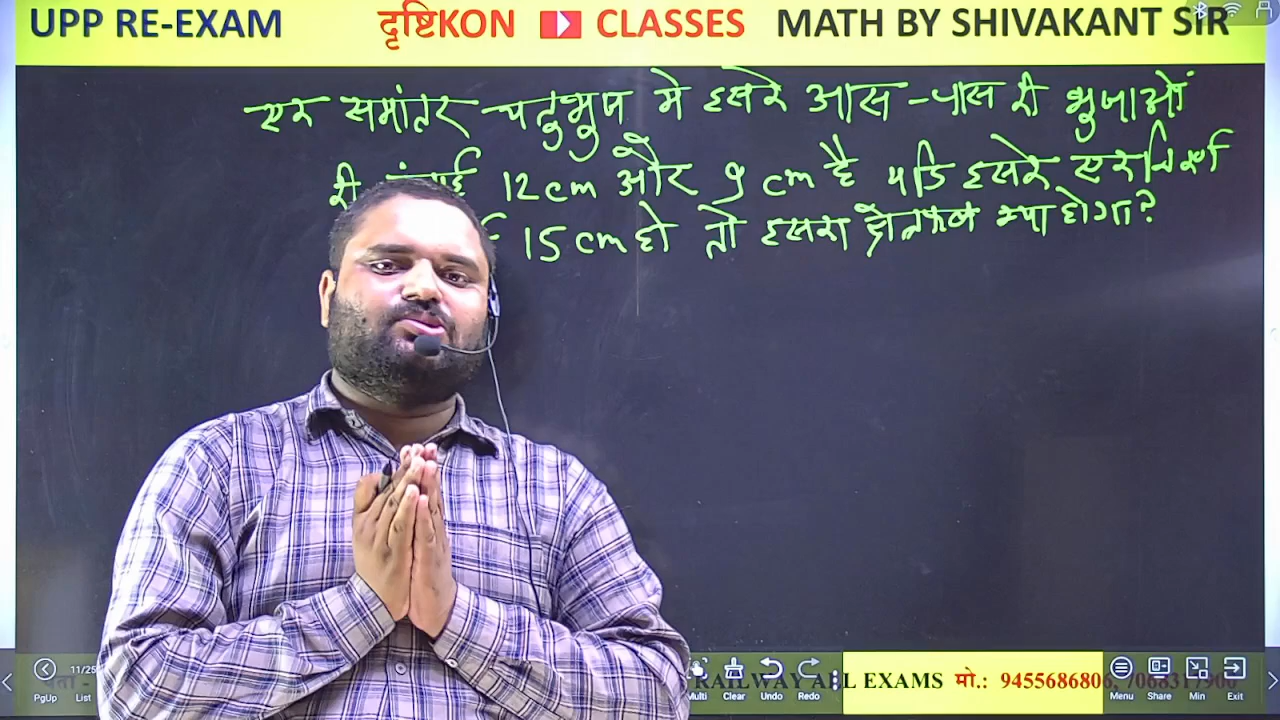 UPP RE-EXAM दृष्टिKON CLASSES MATH BY SHIVAKANT SIR
एक समांतर चतुर्भुज मे इसके आस-पास की भुजाओं
की लंबाई 12 cm और 9 cm है यदि इसके एक विकर्ण
15 cm हो तो इसका क्षेत्रफल क्या होगा?
11/25
PgUp List Multi Clear Undo Redo RAILWAY ALL EXAMS मो.: 9455686806, Menu Share Min Exit